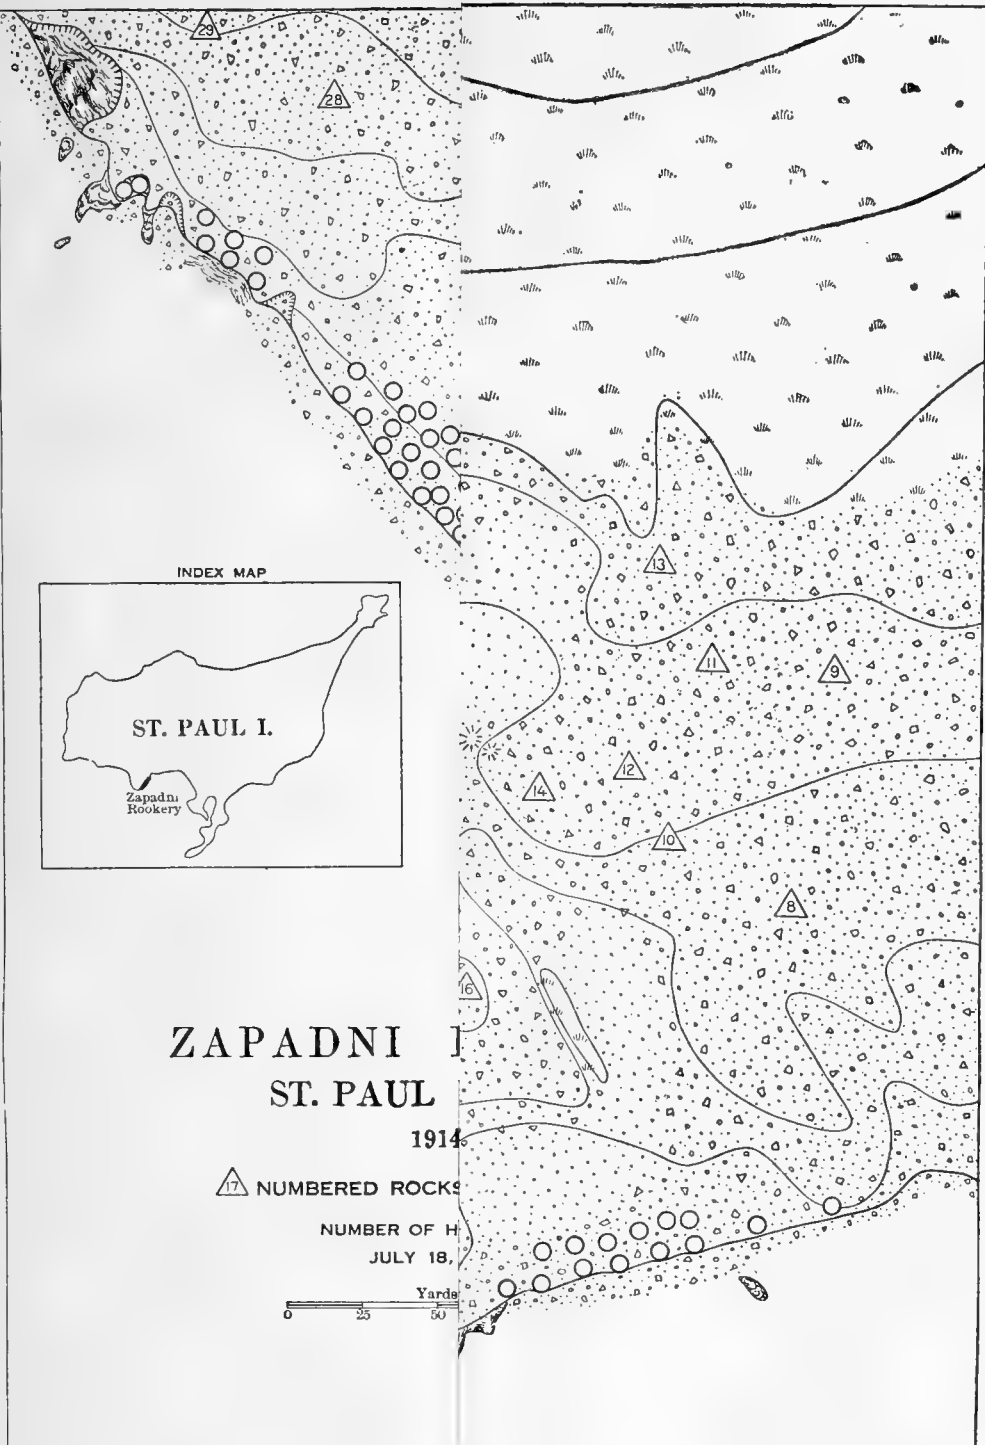 29
28
13
11
9
12
14
10
8
16
INDEX MAP
ST. PAUL I.
Zapadni
Rookery
ZAPADNI
ST. PAUL
1914
17 NUMBERED ROCKS
NUMBER OF H
JULY 18,
Yards
0 25 50